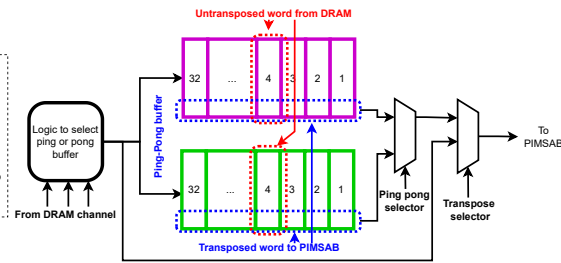 Untransposed word from DRAM
32 ... 4 3 2 1
Logic to select
ping or pong
buffer
Ping-Pong buffer
To
PIMSAB
32 ... 4 3 2 1
Ping pong
selector
Transpose
selector
From DRAM channel
Transposed word to PIMSAB